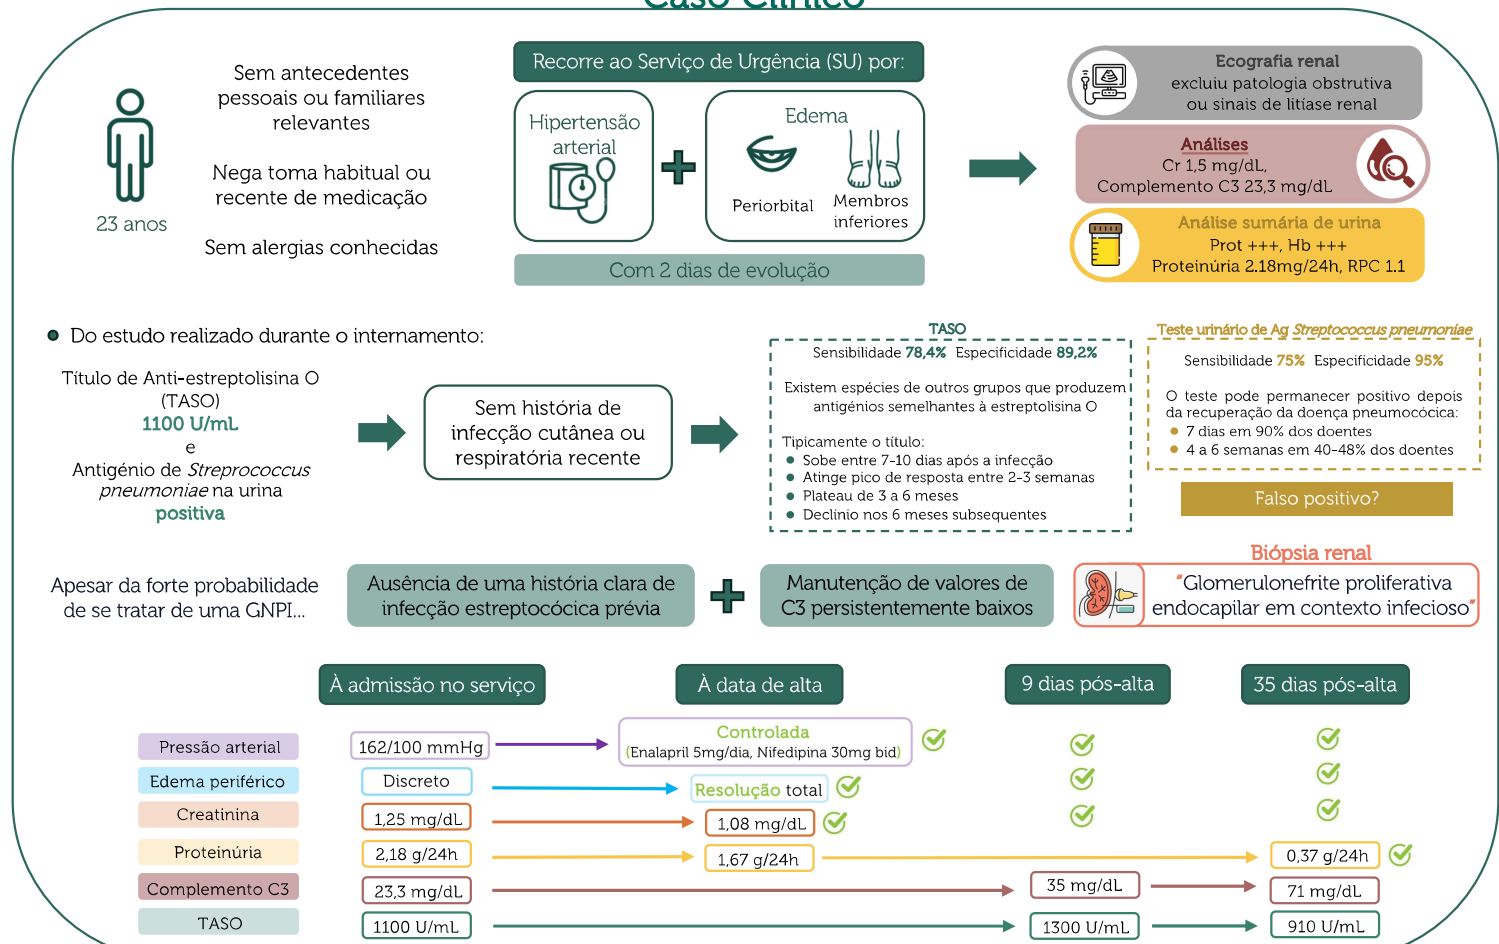 Caso Clínico
23 anos
Sem antecedentes
pessoais ou familiares
relevantes
Nega toma habitual ou
recente de medicação
Sem alergias conhecidas
Recorre ao Serviço de Urgência (SU) por:
Hipertensão
arterial
Edema
Periorbital
Membros
inferiores
Com 2 dias de evolução
Ecografia renal
excluiu patologia obstrutiva
ou sinais de litíase renal
Análises
Cr 1,5 mg/dL,
Complemento C3 23,3 mg/dL
Análise sumária de urina
Prot +++, Hb +++
Proteinúria 2.18mg/24h, RPC 1.1
Do estudo realizado durante o internamento:
Título de Anti-estreptolisina O
(TASO)
1100 U/mL
e
Antigénio de Streprococcus
pneumoniae na urina
positiva
Sem história de
infecção cutânea ou
respiratória recente
TASO
Sensibilidade 78,4% Especificidade 89,2%
Existem espécies de outros grupos que produzem
antigénios semelhantes à estreptolisina O
Tipicamente o título:
Sobe entre 7-10 dias após a infecção
Atinge pico de resposta entre 2-3 semanas
Plateau de 3 a 6 meses
Declínio nos 6 meses subsequentes
Teste urinário de Ag Streptococcus pneumoniae
Sensibilidade 75% Especificidade 95%
O teste pode permanecer positivo depois
da recuperação da doença pneumocócica:
7 dias em 90% dos doentes
4 a 6 semanas em 40-48% dos doentes
Falso positivo?
Apesar da forte probabilidade
de se tratar de uma GNPI...
Ausência de uma história clara de
infecção estreptocócica prévia
Manutenção de valores de
C3 persistentemente baixos
Biópsia renal
"Glomerulonefrite proliferativa
endocapilar em contexto infecioso"
À admissão no serviço
À data de alta
9 dias pós-alta
35 dias pós-alta
Pressão arterial
162/100 mmHg
Controlada
(Enalapril 5mg/dia, Nifedipina 30mg bid)
Edema periférico
Discreto
Resolução total
Creatinina
1,25 mg/dL
1,08 mg/dL
Proteinúria
2,18 g/24h
1,67 g/24h
0,37 g/24h
Complemento C3
23,3 mg/dL
35 mg/dL
71 mg/dL
TASO
1100 U/mL
1300 U/mL
910 U/mL